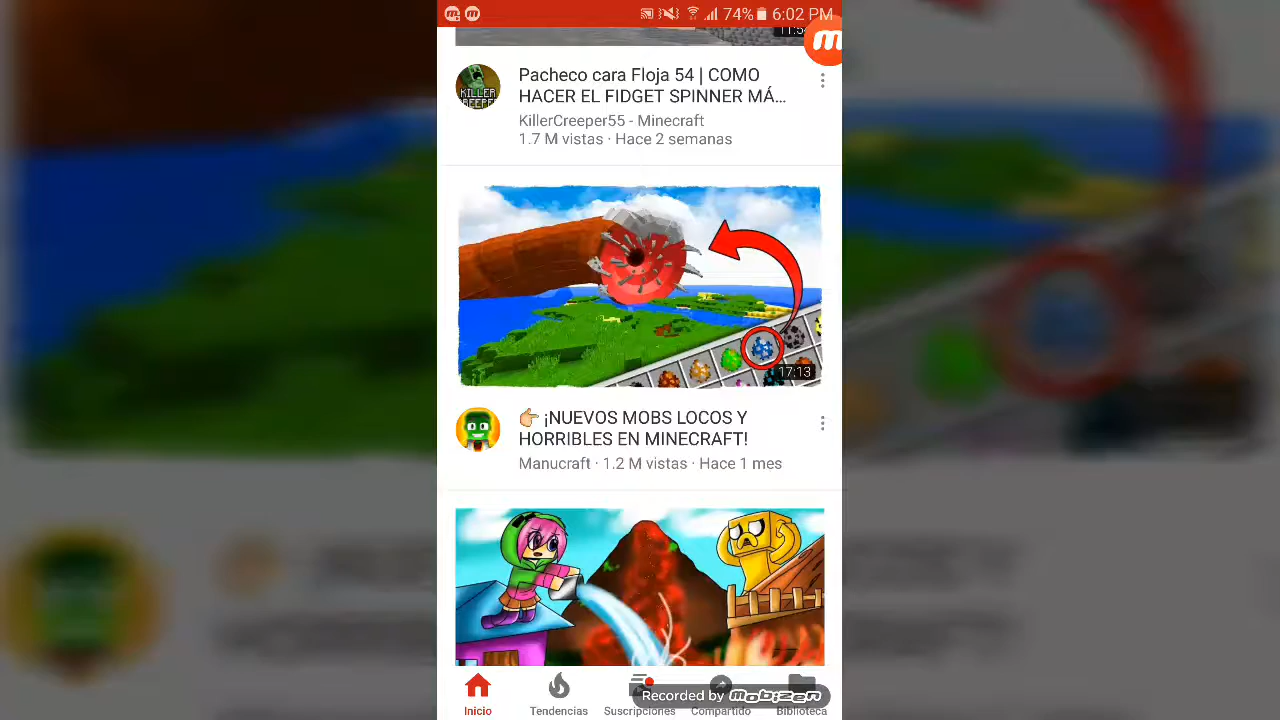 74% 6:02 PM
Pacheco cara Floja 54 | COMO
HACER EL FIDGET SPINNER MÁ...
KillerCreeper55 - Minecraft
1.7 M vistas · Hace 2 semanas
KILLER
17:13
👉 ¡NUEVOS MOBS LOCOS Y
HORRIBLES EN MINECRAFT!
Manucraft · 1.2 M vistas · Hace 1 mes
Recorded by mobizen
Inicio
Tendencias
Suscripciones
Compartido
Biblioteca